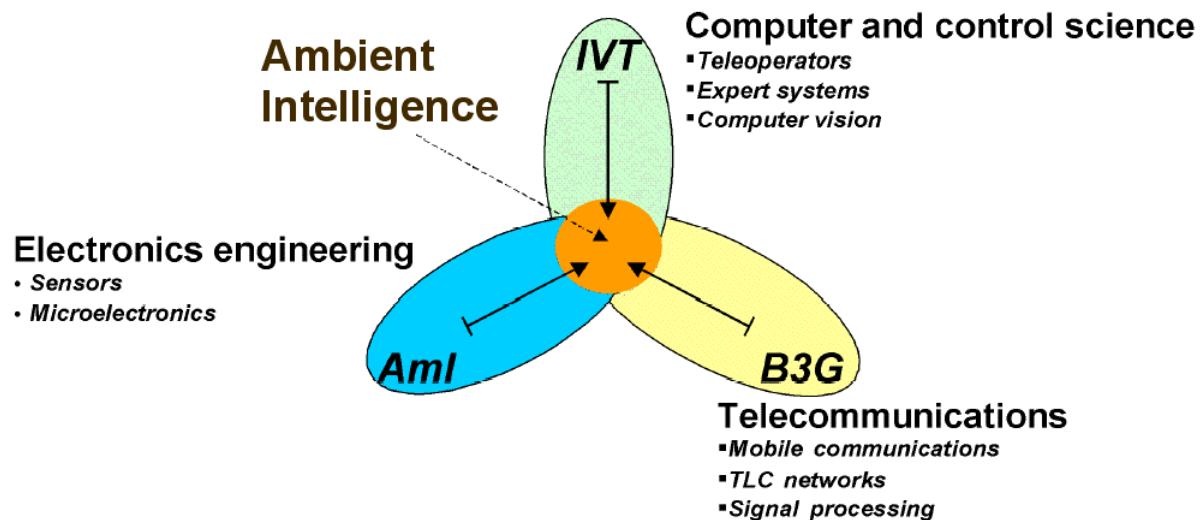 Ambient
Intelligence
IVT
Computer and control science
▪Teleoperators
▪Expert systems
▪Computer vision
Electronics engineering
• Sensors
• Microelectronics
AmI
B3G
Telecommunications
▪Mobile communications
▪TLC networks
▪Signal processing